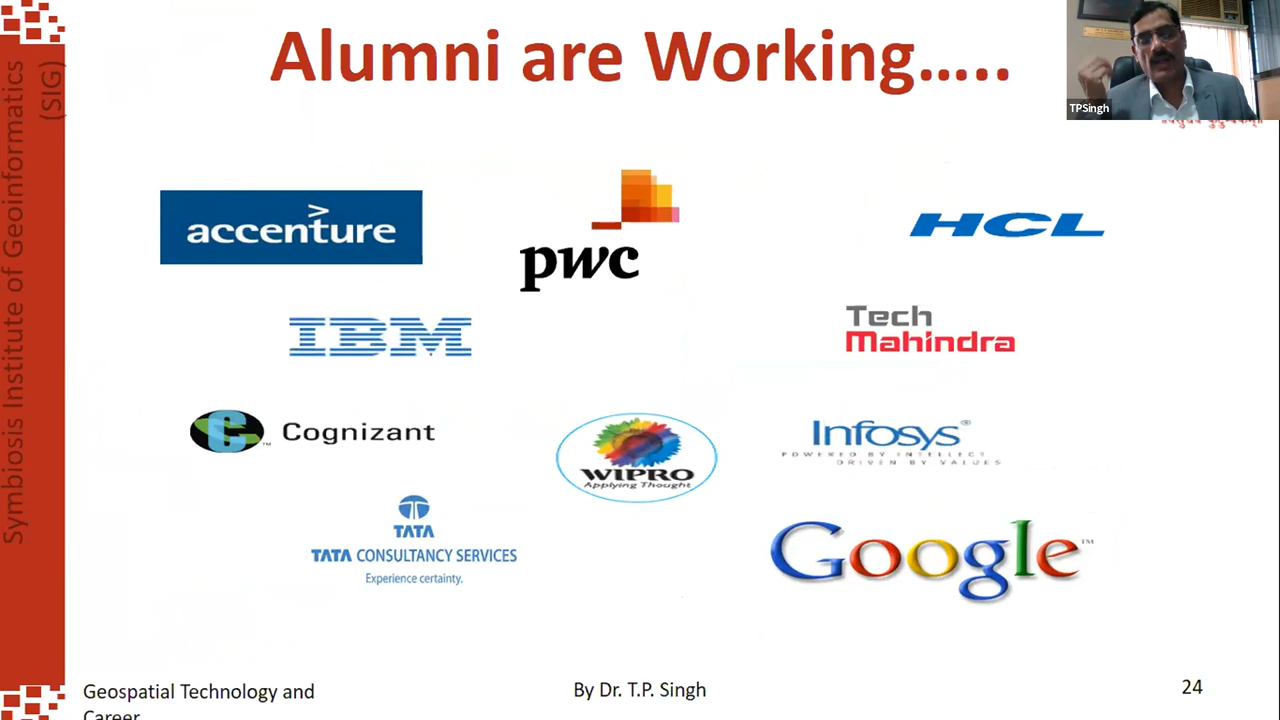 Alumni are Working.....
TPSingh
Symbiosis Institute of Geoinformatics
(SIG)
accenture
pwc
HCL
IBM
Tech
Mahindra
Cognizant
WIPRO
Applying Thought
Infosys®
POWERED BY INTELLECT
DRIVEN BY VALUES
TATA
TATA CONSULTANCY SERVICES
Experience certainty.
Google™
Geospatial Technology and
Career
By Dr. T.P. Singh
24